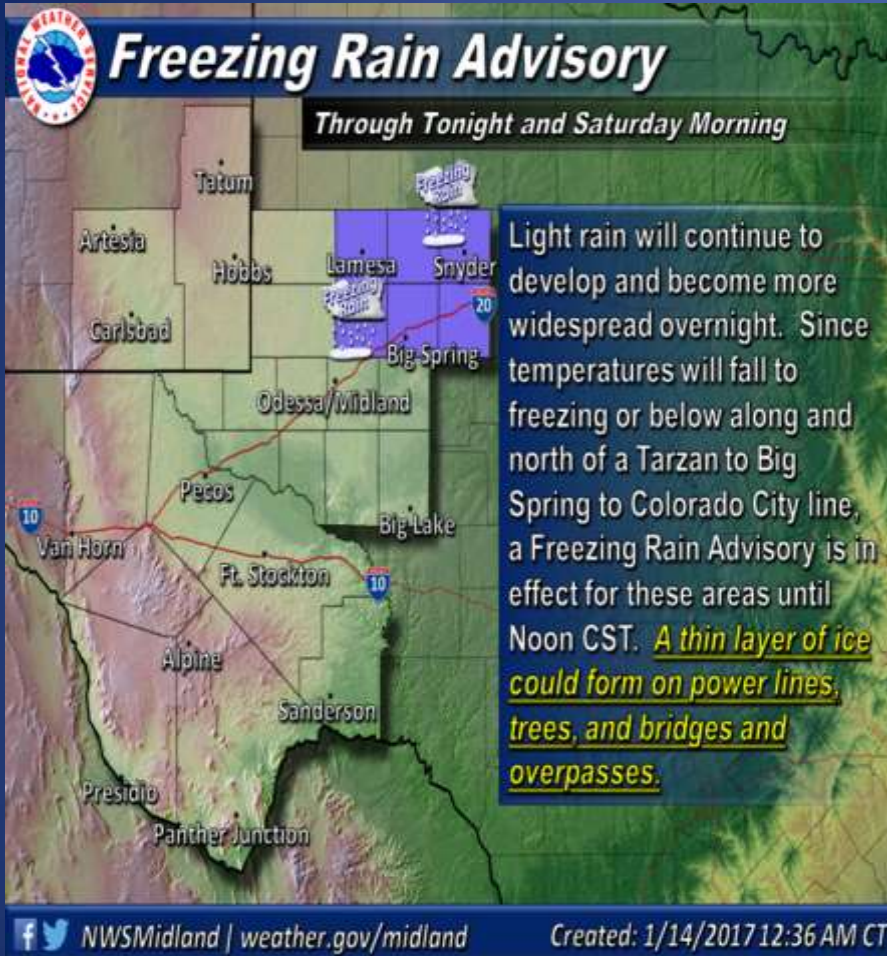 NATIONAL WEATHER SERVICE
Freezing Rain Advisory
Through Tonight and Saturday Morning
Tatum
Freezing
Rain
Artesia
Hobbs
Lamesa
Snyder
Freezing
Rain
20
Carlsbad
Big Spring
Odessa/Midland
Pecos
10
Big Lake
Van Horn
Ft. Stockton
10
Alpine
Sanderson
Presidio
Panther Junction
Light rain will continue to
develop and become more
widespread overnight. Since
temperatures will fall to
freezing or below along and
north of a Tarzan to Big
Spring to Colorado City line,
a Freezing Rain Advisory is in
effect for these areas until
Noon CST. A thin layer of ice
could form on power lines,
trees, and bridges and
overpasses.
NWSMidland | weather.gov/midland
Created: 1/14/2017 12:36 AM CT